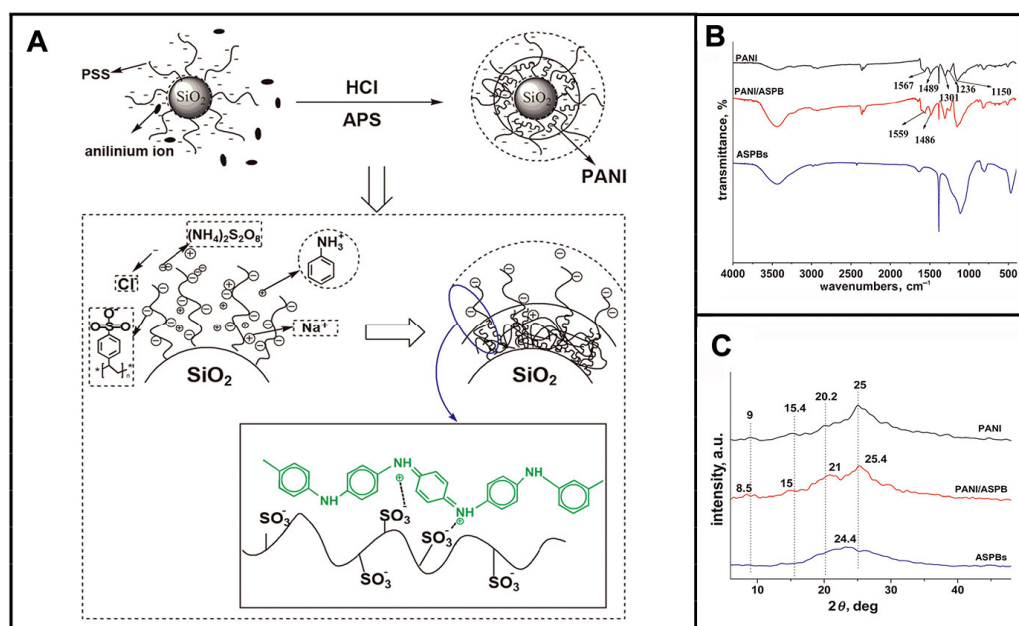 A
PSS
SiO₂
anilinium ion
HCl
APS
SiO₂
PANI
(NH₄)₂S₂O₈
Cl⁻
NH₃⁺
Na⁺
O⁻
O=S=O
*[ ]ₙ*
SiO₂
SiO₂
NH NH NH NH
⊕
NH
⊕
SO₃⁻ SO₃⁻ SO₃⁻
SO₃⁻ SO₃⁻
B
PANI
1567 1489 1301 1236 1150
PANI/ASPB
1559
1486
ASPBs
transmittance, %
4000 3500 3000 2500 2000 1500 1000 500
wavenumbers, cm⁻¹
C
25
20.2
15.4
9
PANI
25.4
21
15
8.5
PANI/ASPB
24.4
ASPBs
intensity, a.u.
10 20 30 40
2θ, deg